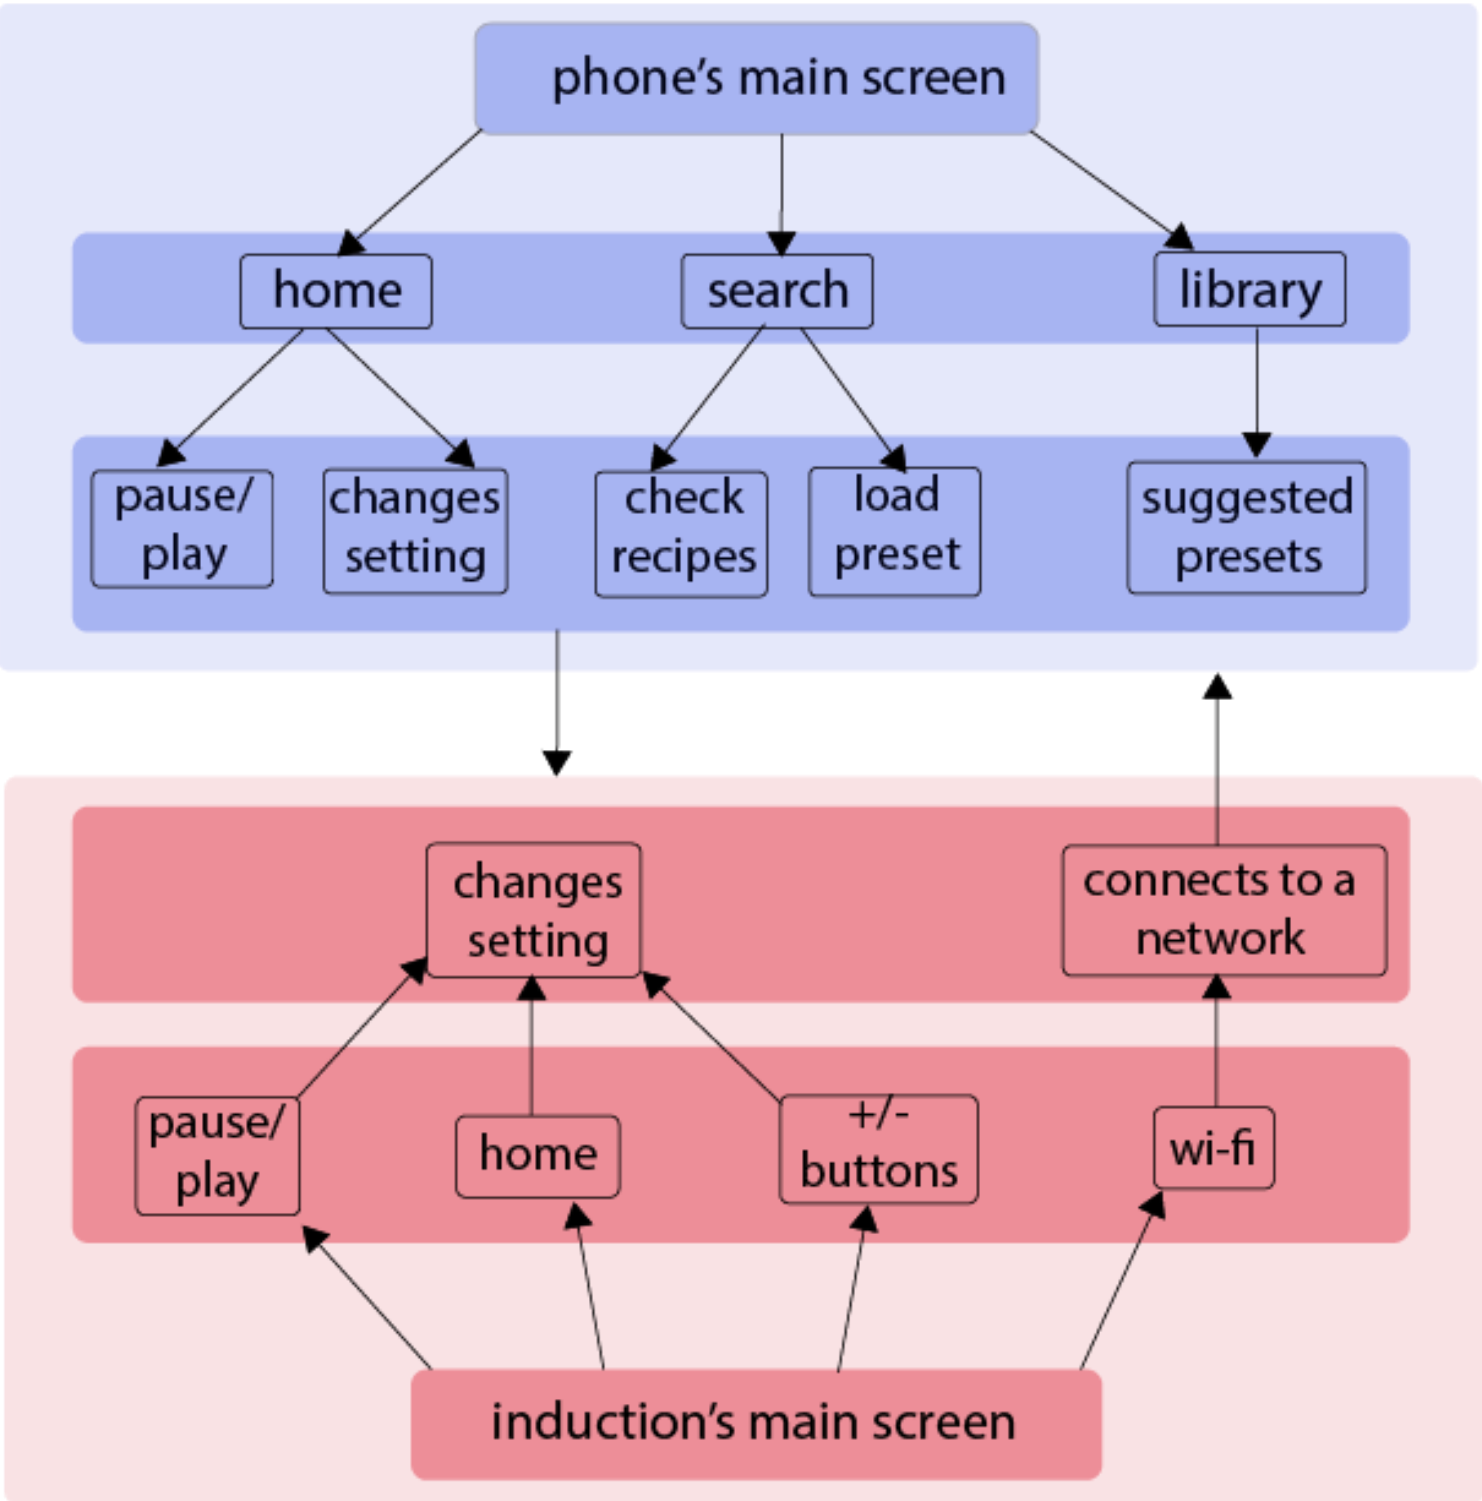 phone's main screen
home
search
library
pause/
play
changes
setting
check
recipes
load
preset
suggested
presets
changes
setting
connects to a
network
pause/
play
home
+/-
buttons
wi-fi
induction's main screen